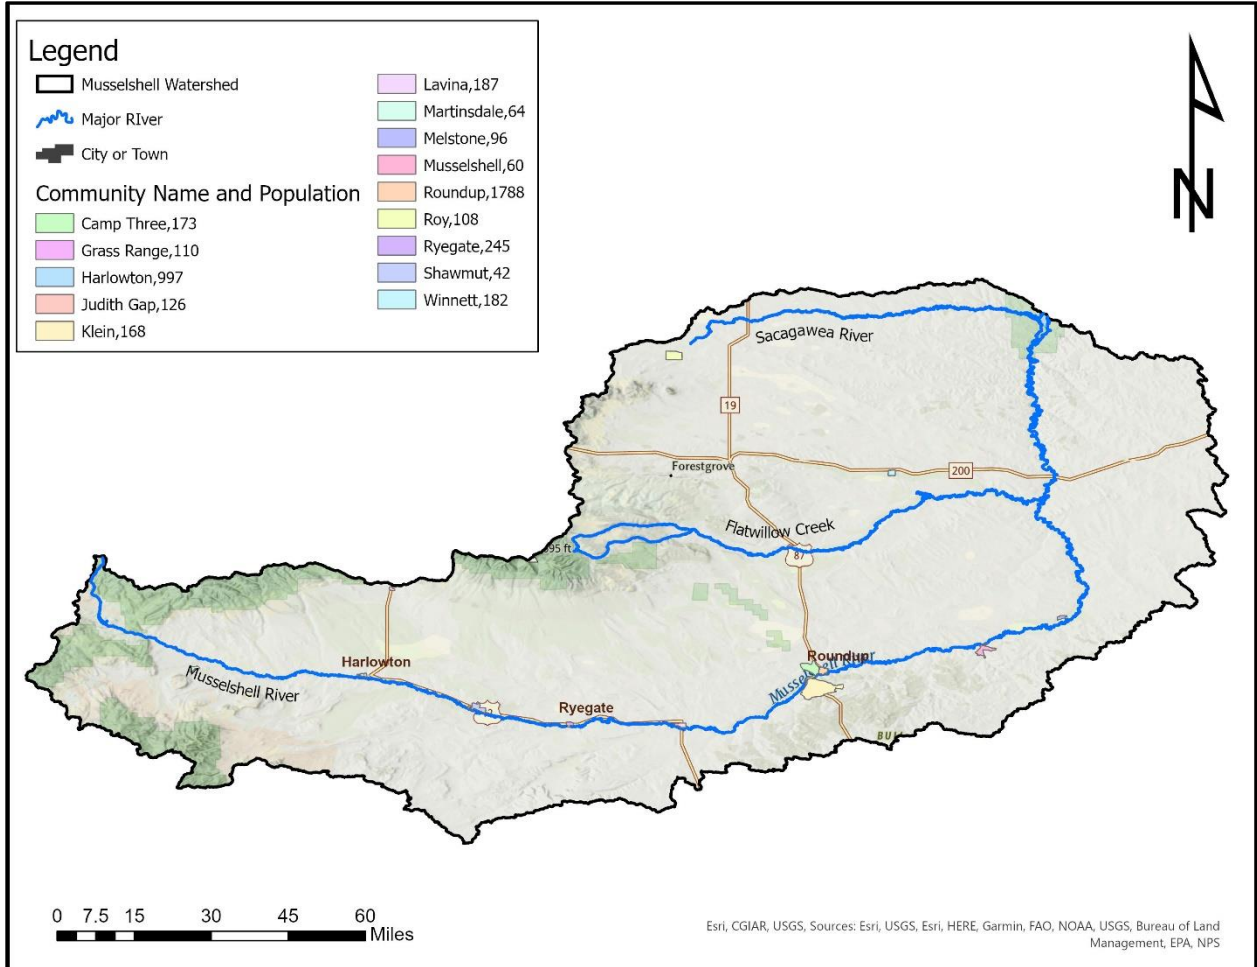 Legend
Musselshell Watershed
Major RIver
City or Town
Community Name and Population
Camp Three,173
Grass Range,110
Harlowton,997
Judith Gap,126
Klein,168
Lavina,187
Martinsdale,64
Melstone,96
Musselshell,60
Roundup,1788
Roy,108
Ryegate,245
Shawmut,42
Winnett,182
N
Sacagawea River
19
Forestgrove
200
Flatwillow Creek
87
Harlowton
Musselshell River
Roundup
Ryegate
0 7.5 15 30 45 60
Miles
Esri, CGIAR, USGS, Sources: Esri, USGS, Esri, HERE, Garmin, FAO, NOAA, USGS, Bureau of Land
Management, EPA, NPS